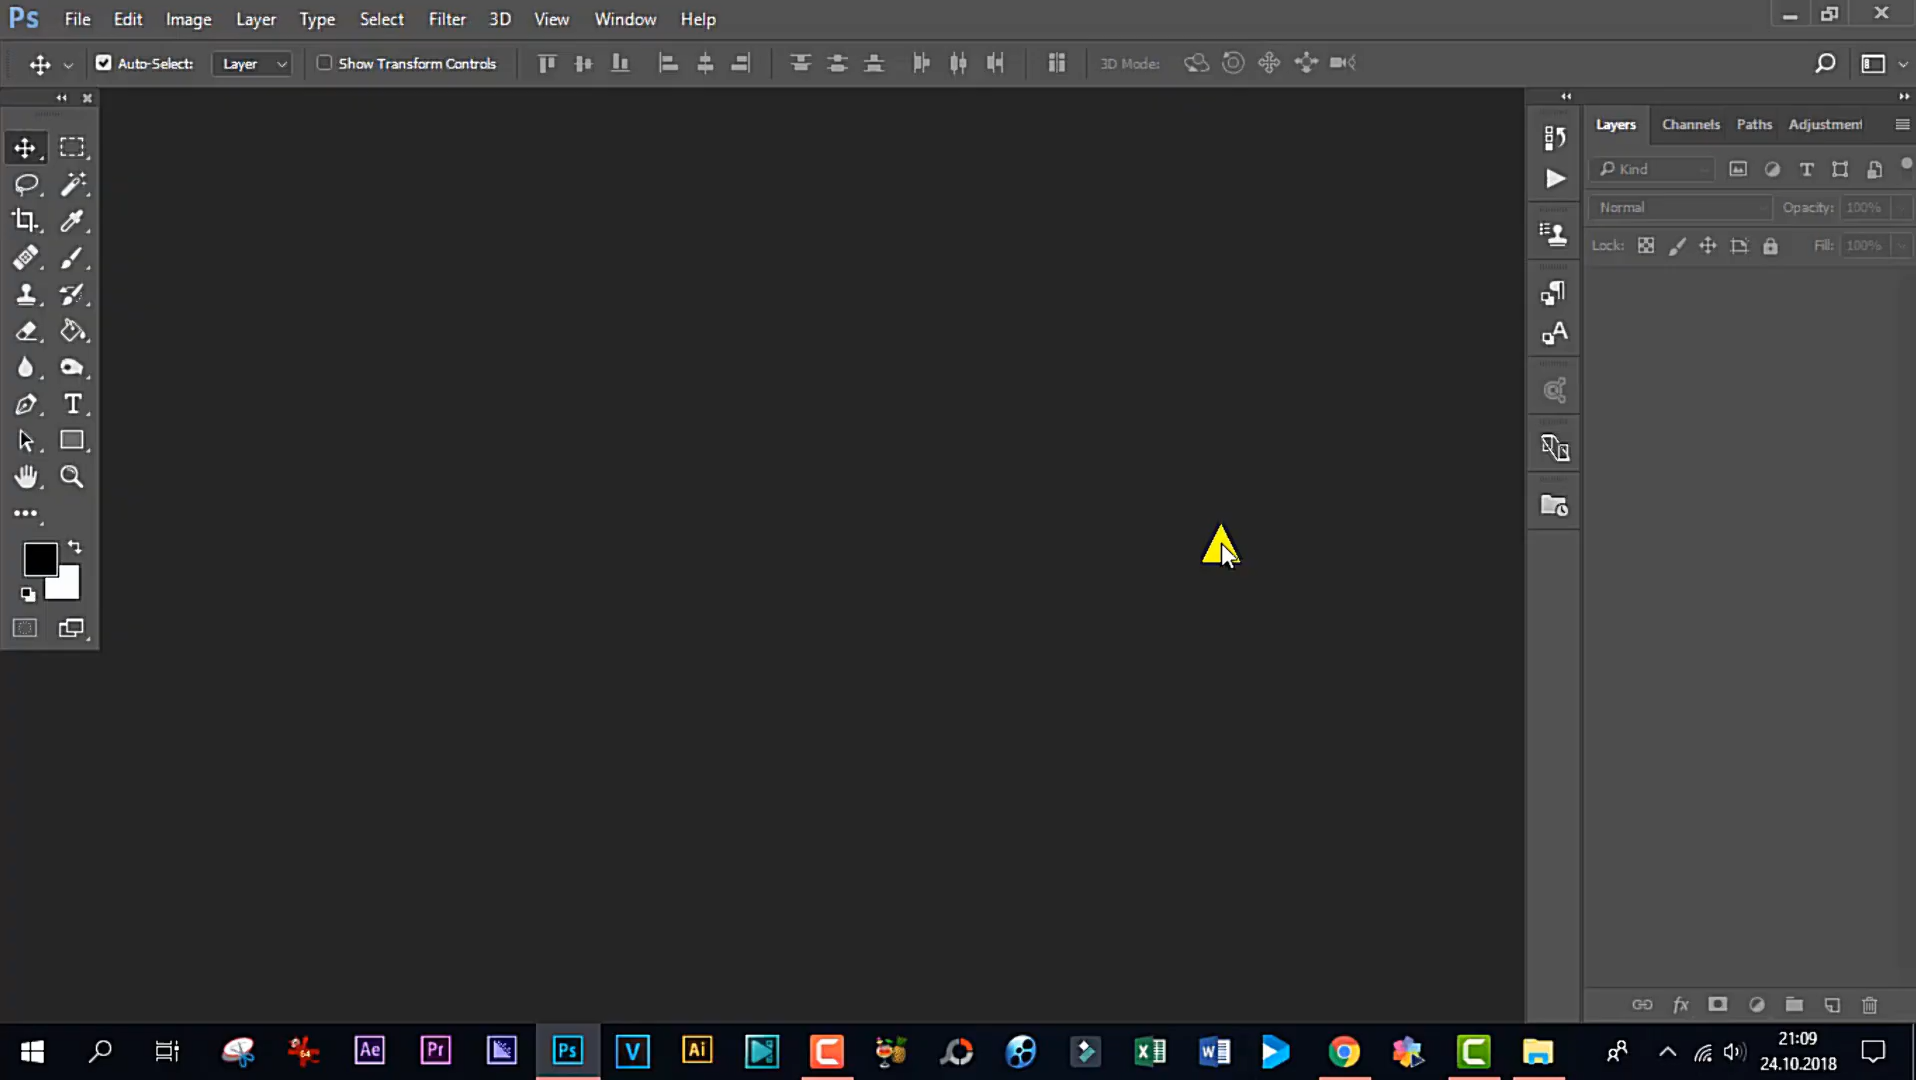 Ps File Edit Image Layer Type Select Filter 3D View Window Help
Auto-Select: Layer Show Transform Controls 3D Mode:
Layers Channels Paths Adjustment
Kind
Normal Opacity: 100%
Lock: Fill: 100%
Ae Pr Ps V Ai
21:09
24.10.2018